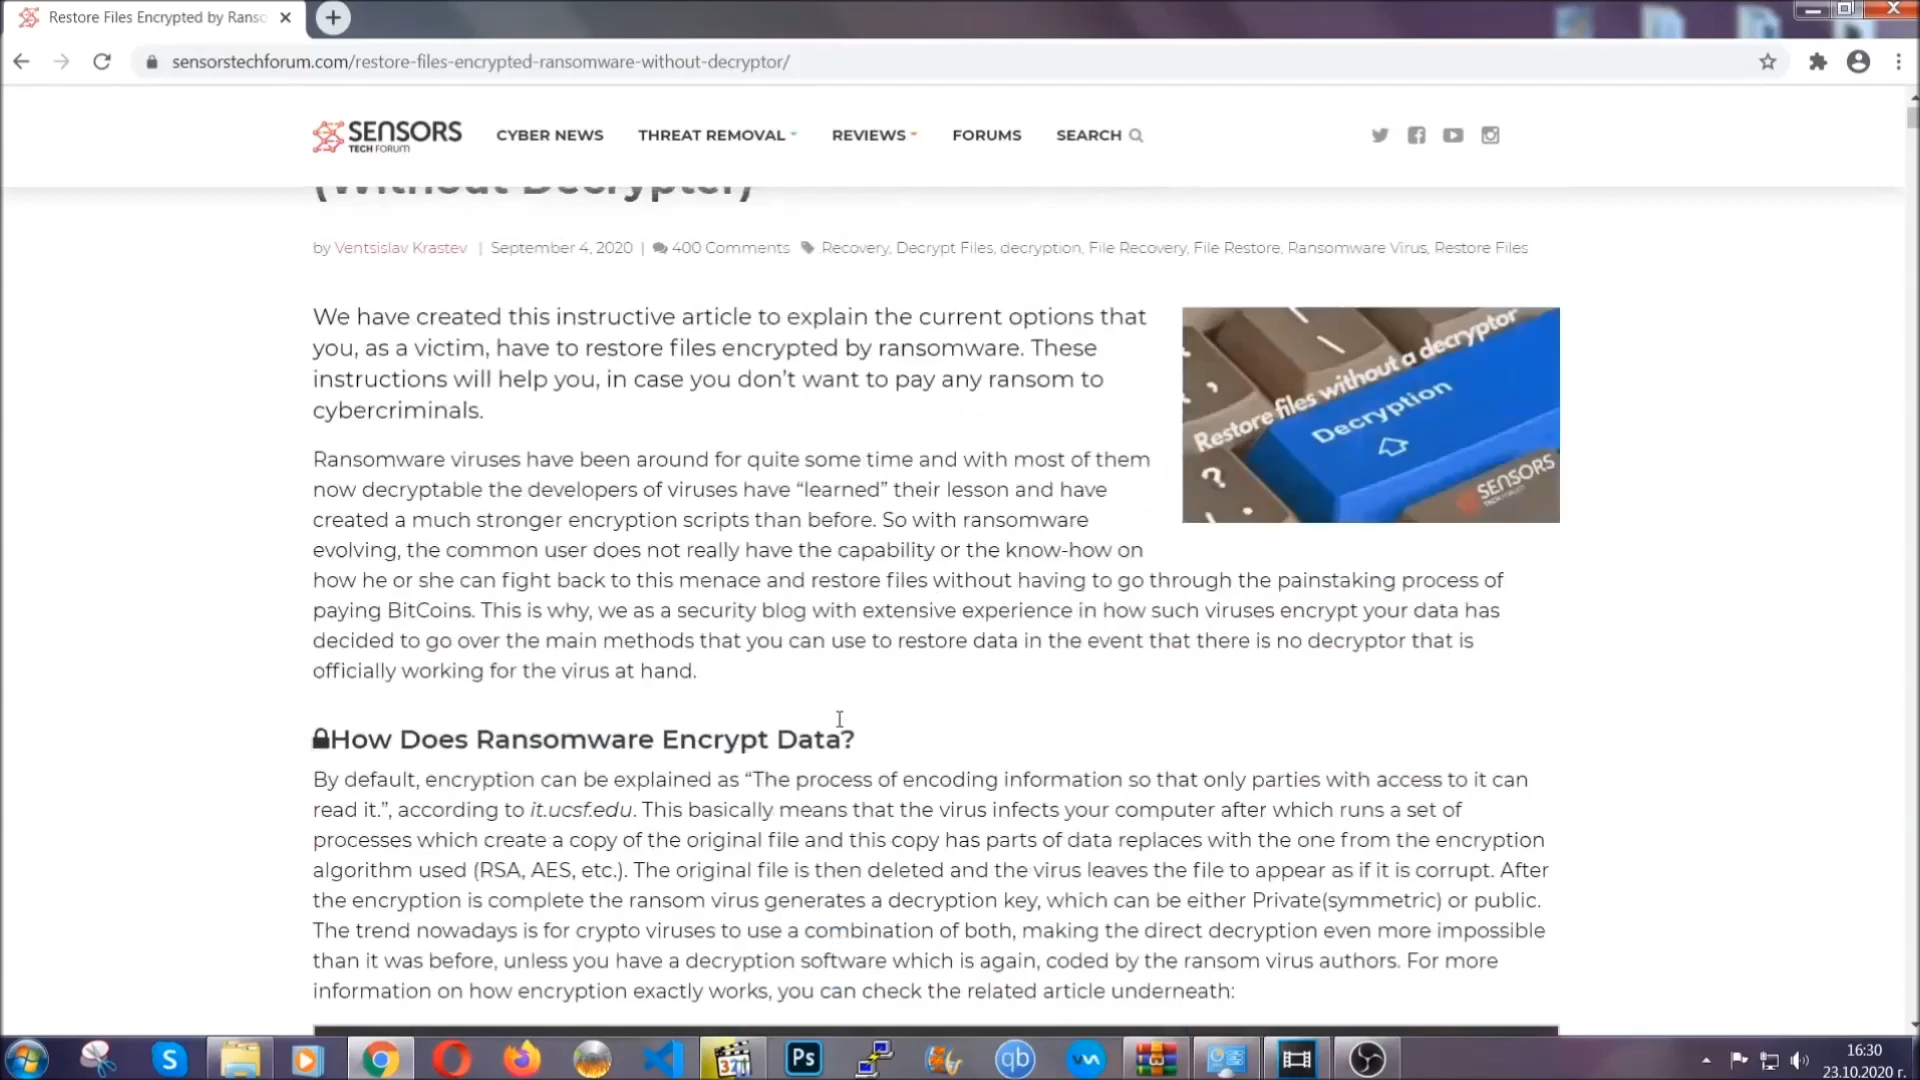 Restore Files Encrypted by Ranso
sensorstechforum.com/restore-files-encrypted-ransomware-without-decryptor/
SENSORS
TECH FORUM
CYBER NEWS
THREAT REMOVAL
REVIEWS
FORUMS
SEARCH
(Without Decrypter)
by Ventsislav Krastev | September 4, 2020 | 400 Comments Recovery, Decrypt Files, decryption, File Recovery, File Restore, Ransomware Virus, Restore Files
We have created this instructive article to explain the current options that
you, as a victim, have to restore files encrypted by ransomware. These
instructions will help you, in case you don't want to pay any ransom to
cybercriminals.
Restore files without a decryptor
Decryption
SENSORS
Ransomware viruses have been around for quite some time and with most of them
now decryptable the developers of viruses have “learned” their lesson and have
created a much stronger encryption scripts than before. So with ransomware
evolving, the common user does not really have the capability or the know-how on
how he or she can fight back to this menace and restore files without having to go through the painstaking process of
paying BitCoins. This is why, we as a security blog with extensive experience in how such viruses encrypt your data has
decided to go over the main methods that you can use to restore data in the event that there is no decryptor that is
officially working for the virus at hand.
How Does Ransomware Encrypt Data?
By default, encryption can be explained as “The process of encoding information so that only parties with access to it can
read it.”, according to it.ucsf.edu. This basically means that the virus infects your computer after which runs a set of
processes which create a copy of the original file and this copy has parts of data replaces with the one from the encryption
algorithm used (RSA, AES, etc.). The original file is then deleted and the virus leaves the file to appear as if it is corrupt. After
the encryption is complete the ransom virus generates a decryption key, which can be either Private(symmetric) or public.
The trend nowadays is for crypto viruses to use a combination of both, making the direct decryption even more impossible
than it was before, unless you have a decryption software which is again, coded by the ransom virus authors. For more
information on how encryption exactly works, you can check the related article underneath:
S
321
Ps
qb
16:30
23.10.2020 г.